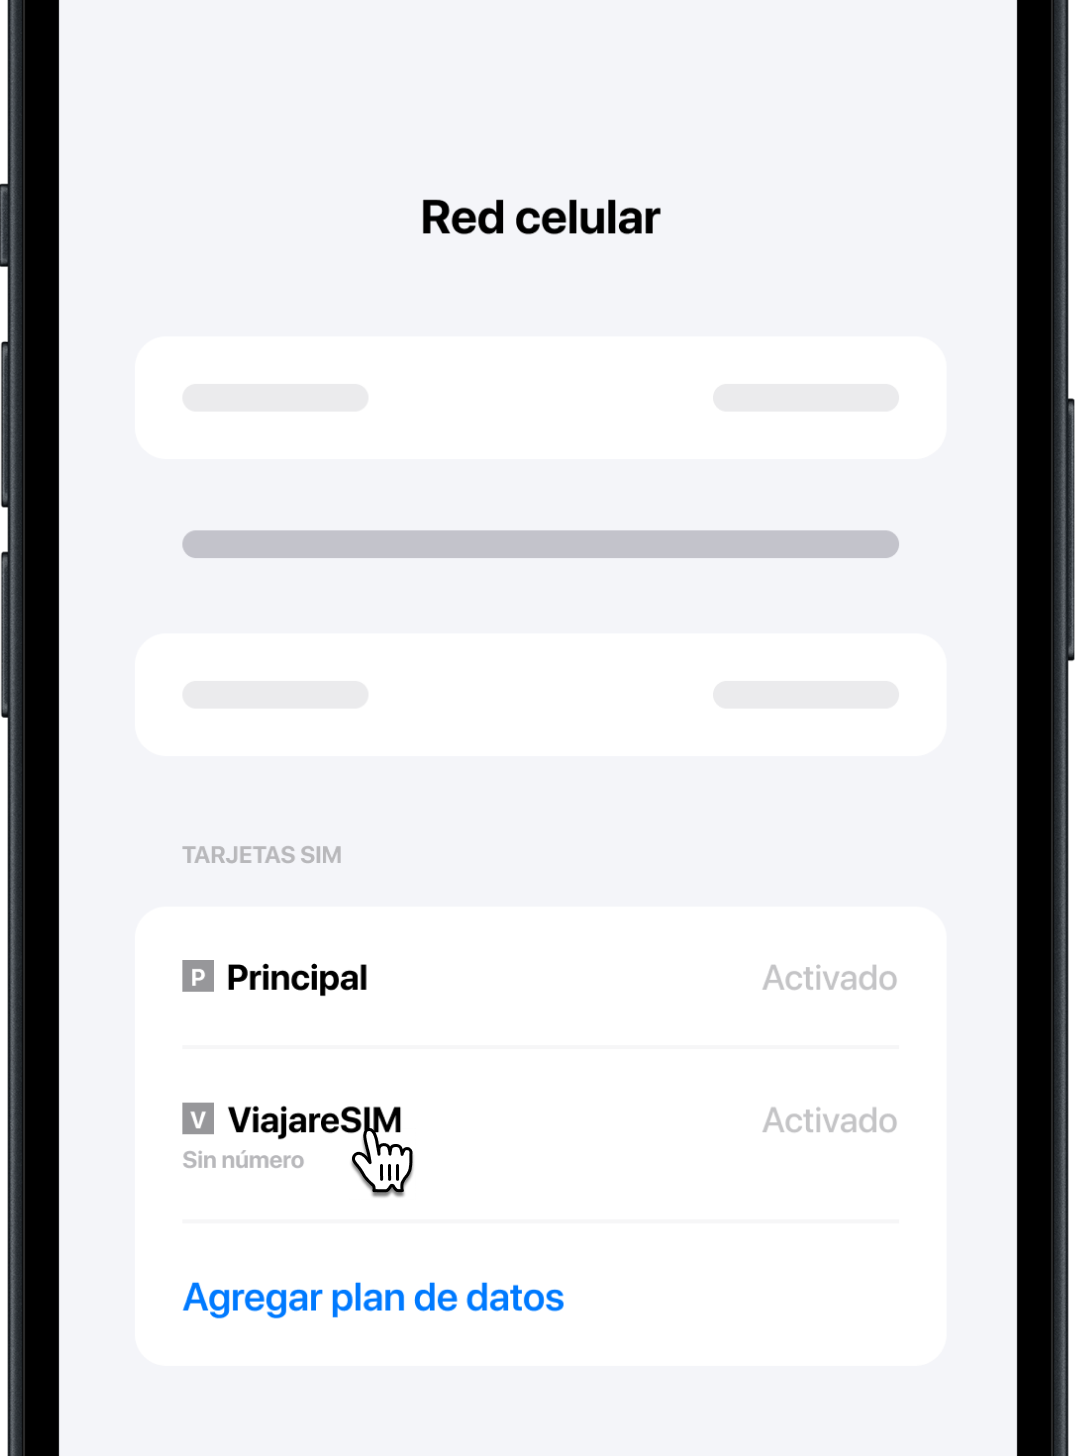 Red celular
TARJETAS SIM
P Principal Activado
V ViajareSIM Activado
Sin número
Agregar plan de datos